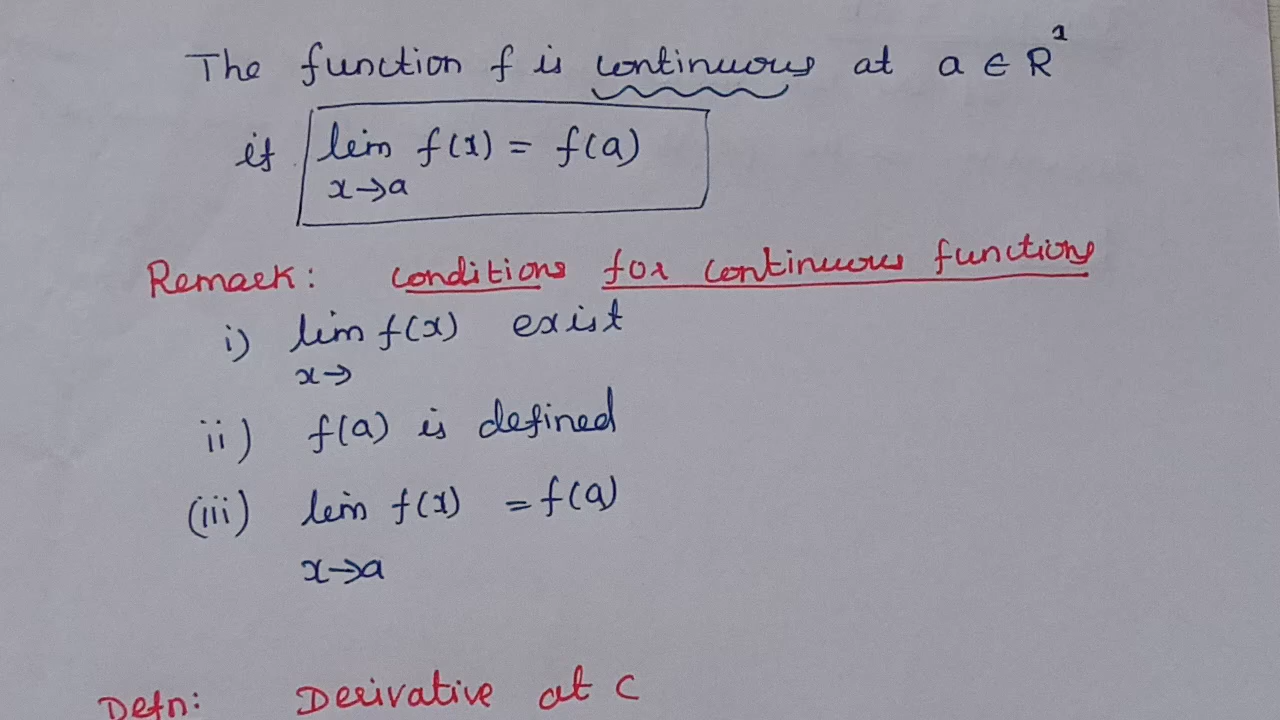 The function f is continuous at a ∈ R¹
if lim f(x) = f(a)
x→a
Remark: conditions for continuous functions
i) lim f(x) exist
x→
ii) f(a) is defined
(iii) lim f(x) = f(a)
x→a
Defn: Derivative at c